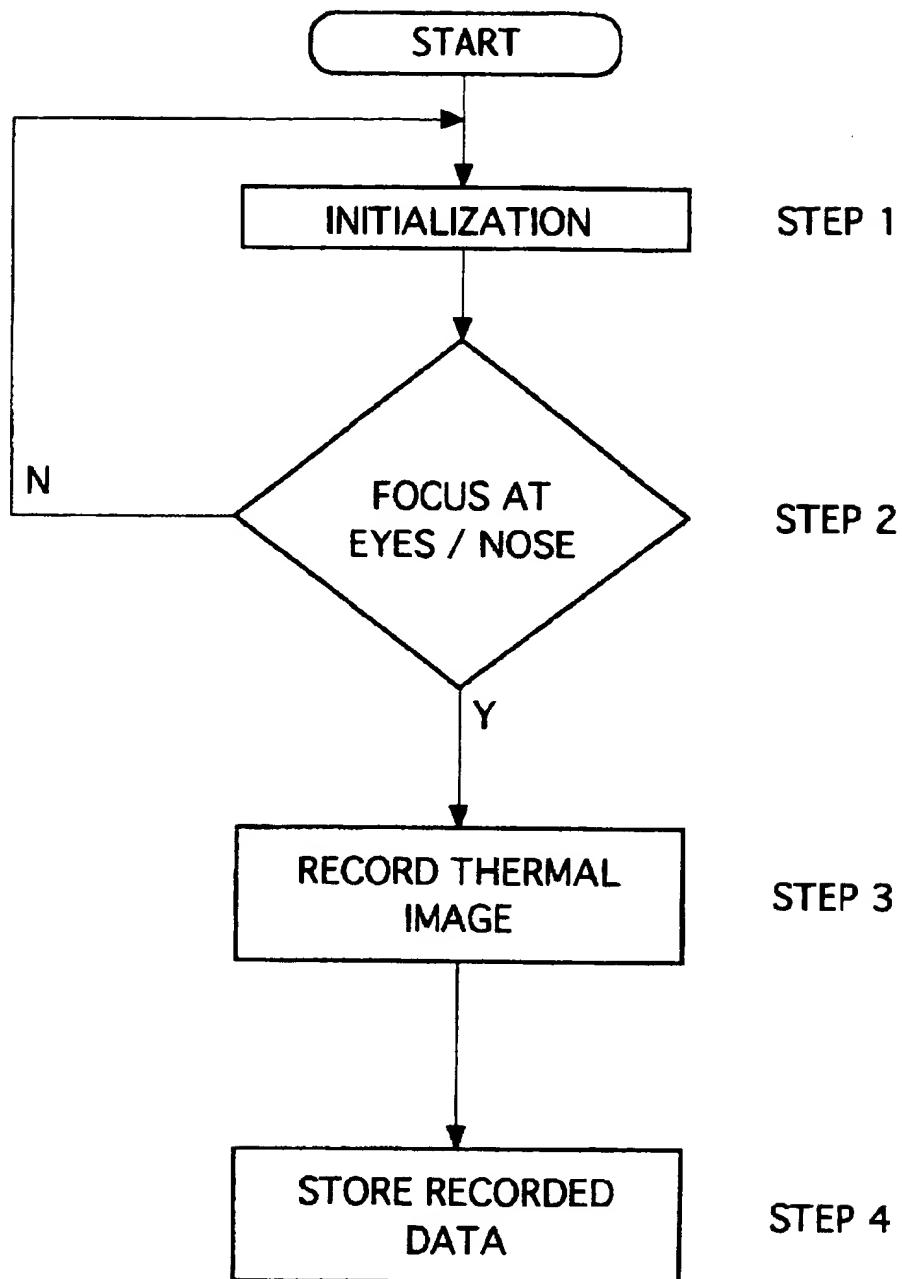 START
INITIALIZATION
STEP 1
N
FOCUS AT
EYES / NOSE
STEP 2
Y
RECORD THERMAL
IMAGE
STEP 3
STORE RECORDED
DATA
STEP 4